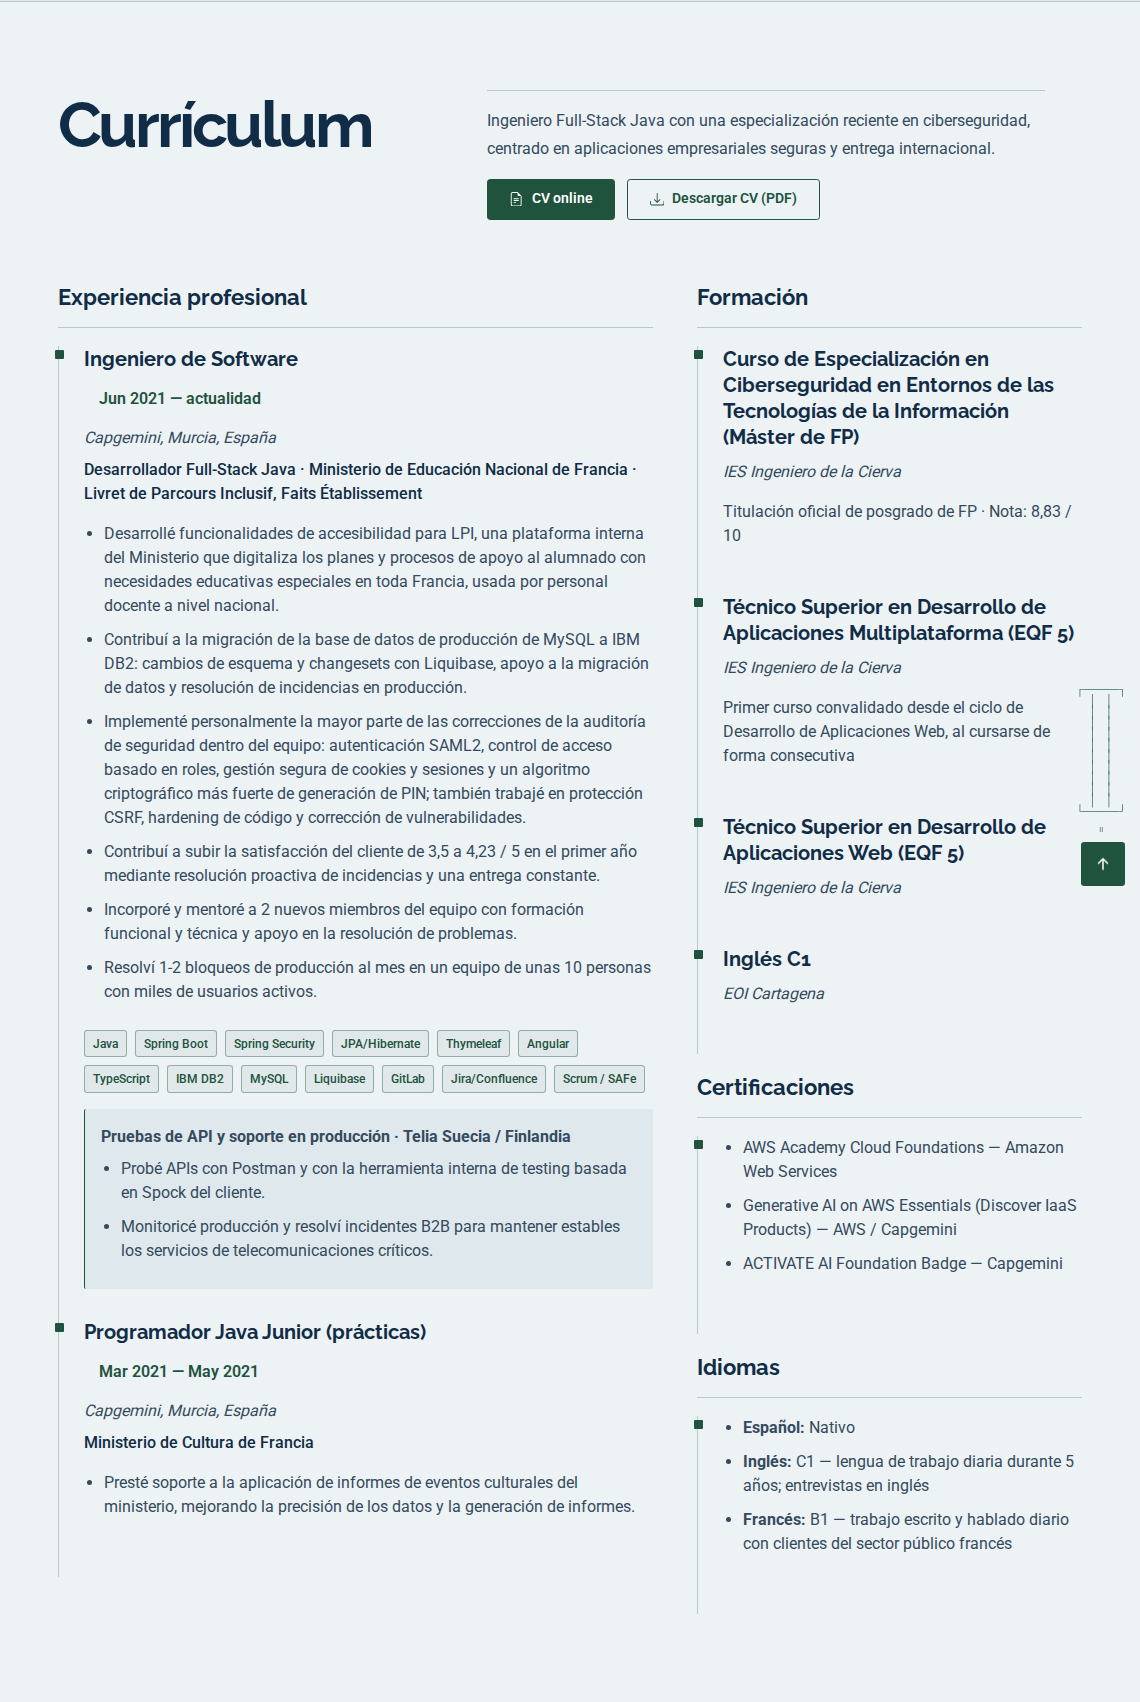 Currículum
Ingeniero Full-Stack Java con una especialización reciente en ciberseguridad,
centrado en aplicaciones empresariales seguras y entrega internacional.
CV online
Descargar CV (PDF)
Experiencia profesional
Ingeniero de Software
Jun 2021 — actualidad
Capgemini, Murcia, España
Desarrollador Full-Stack Java · Ministerio de Educación Nacional de Francia ·
Livret de Parcours Inclusif, Faits Établissement
• Desarrollé funcionalidades de accesibilidad para LPI, una plataforma interna
del Ministerio que digitaliza los planes y procesos de apoyo al alumnado con
necesidades educativas especiales en toda Francia, usada por personal
docente a nivel nacional.
• Contribuí a la migración de la base de datos de producción de MySQL a IBM
DB2: cambios de esquema y changesets con Liquibase, apoyo a la migración
de datos y resolución de incidencias en producción.
• Implementé personalmente la mayor parte de las correcciones de la auditoría
de seguridad dentro del equipo: autenticación SAML2, control de acceso
basado en roles, gestión segura de cookies y sesiones y un algoritmo
criptográfico más fuerte de generación de PIN; también trabajé en protección
CSRF, hardening de código y corrección de vulnerabilidades.
• Contribuí a subir la satisfacción del cliente de 3,5 a 4,23 / 5 en el primer año
mediante resolución proactiva de incidencias y una entrega constante.
• Incorporé y mentoré a 2 nuevos miembros del equipo con formación
funcional y técnica y apoyo en la resolución de problemas.
• Resolví 1-2 bloqueos de producción al mes en un equipo de unas 10 personas
con miles de usuarios activos.
Java Spring Boot Spring Security JPA/Hibernate Thymeleaf Angular
TypeScript IBM DB2 MySQL Liquibase GitLab Jira/Confluence Scrum / SAFe
Pruebas de API y soporte en producción · Telia Suecia / Finlandia
• Probé APIs con Postman y con la herramienta interna de testing basada
en Spock del cliente.
• Monitoricé producción y resolví incidentes B2B para mantener estables
los servicios de telecomunicaciones críticos.
Programador Java Junior (prácticas)
Mar 2021 — May 2021
Capgemini, Murcia, España
Ministerio de Cultura de Francia
• Presté soporte a la aplicación de informes de eventos culturales del
ministerio, mejorando la precisión de los datos y la generación de informes.
Formación
Curso de Especialización en
Ciberseguridad en Entornos de las
Tecnologías de la Información
(Máster de FP)
IES Ingeniero de la Cierva
Titulación oficial de posgrado de FP · Nota: 8,83 /
10
Técnico Superior en Desarrollo de
Aplicaciones Multiplataforma (EQF 5)
IES Ingeniero de la Cierva
Primer curso convalidado desde el ciclo de
Desarrollo de Aplicaciones Web, al cursarse de
forma consecutiva
Técnico Superior en Desarrollo de
Aplicaciones Web (EQF 5)
IES Ingeniero de la Cierva
Inglés C1
EOI Cartagena
Certificaciones
• AWS Academy Cloud Foundations — Amazon
Web Services
• Generative AI on AWS Essentials (Discover IaaS
Products) — AWS / Capgemini
• ACTIVATE AI Foundation Badge — Capgemini
Idiomas
• Español: Nativo
• Inglés: C1 — lengua de trabajo diaria durante 5
años; entrevistas en inglés
• Francés: B1 — trabajo escrito y hablado diario
con clientes del sector público francés